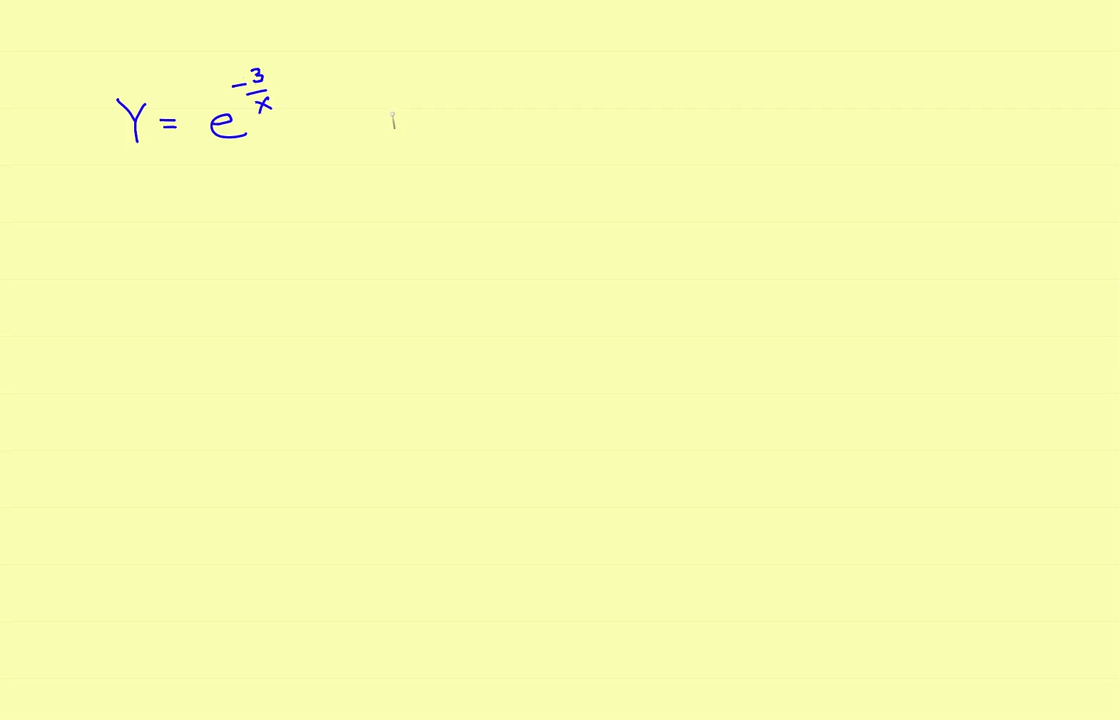 Y = e^{-3/x}